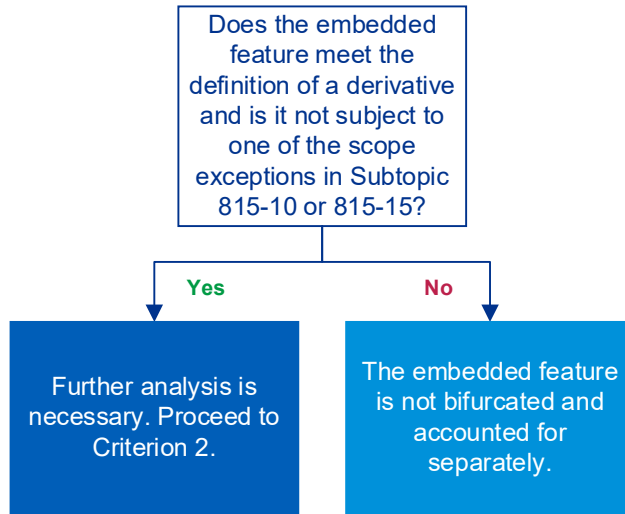 Does the embedded
feature meet the
definition of a derivative
and is it not subject to
one of the scope
exceptions in Subtopic
815-10 or 815-15?
Yes
No
Further analysis is
necessary. Proceed to
Criterion 2.
The embedded feature
is not bifurcated and
accounted for
separately.